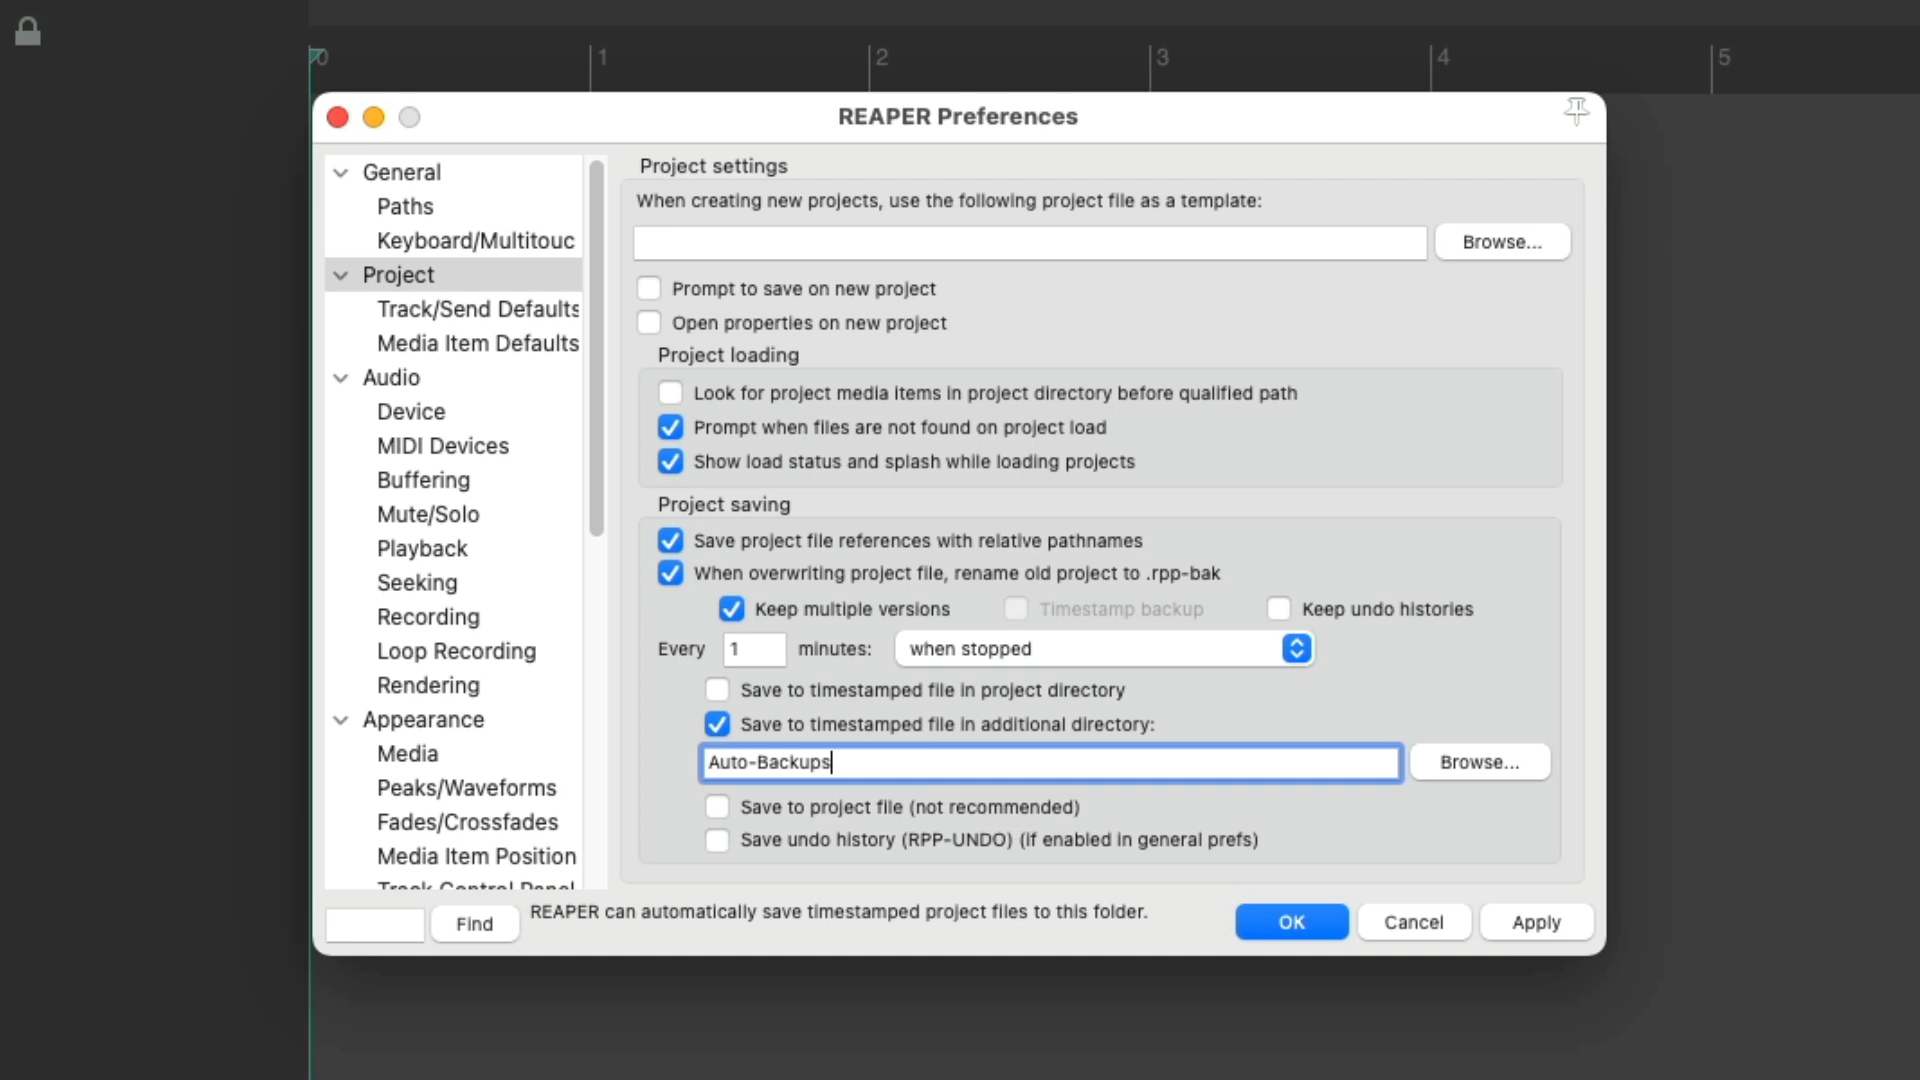 0 1 2 3 4 5
REAPER Preferences
General
Paths
Keyboard/Multitouc
Project
Track/Send Defaults
Media Item Defaults
Audio
Device
MIDI Devices
Buffering
Mute/Solo
Playback
Seeking
Recording
Loop Recording
Rendering
Appearance
Media
Peaks/Waveforms
Fades/Crossfades
Media Item Position
Track Control Panel
Find
Project settings
When creating new projects, use the following project file as a template:
Browse...
Prompt to save on new project
Open properties on new project
Project loading
Look for project media items in project directory before qualified path
Prompt when files are not found on project load
Show load status and splash while loading projects
Project saving
Save project file references with relative pathnames
When overwriting project file, rename old project to .rpp-bak
Keep multiple versions Timestamp backup Keep undo histories
Every 1 minutes: when stopped
Save to timestamped file in project directory
Save to timestamped file in additional directory:
Auto-Backups Browse...
Save to project file (not recommended)
Save undo history (RPP-UNDO) (if enabled in general prefs)
REAPER can automatically save timestamped project files to this folder.
OK Cancel Apply